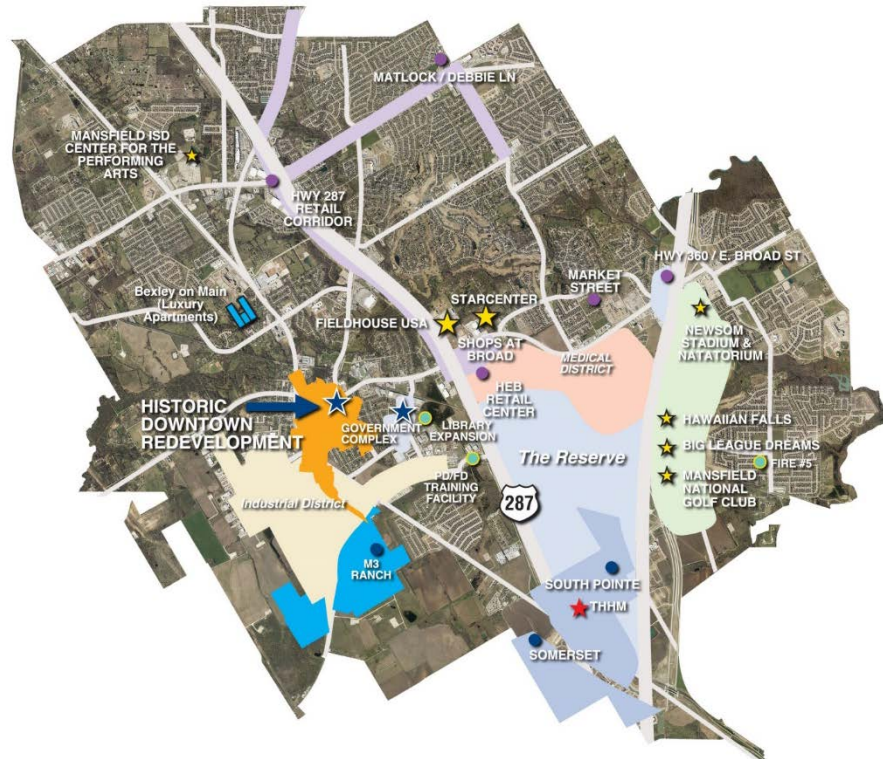 MATLOCK / DEBBIE LN
MANSFIELD ISD
CENTER FOR THE
PERFORMING
ARTS
HWY 287
RETAIL
CORRIDOR
HWY 360 / E. BROAD ST
Bexley on Main
(Luxury
Apartments)
MARKET
STREET
STARCENTER
FIELDHOUSE USA
SHOPS AT
BROAD
NEWSOM
STADIUM &
NATATORIUM
MEDICAL
DISTRICT
HEB
RETAIL
CENTER
HISTORIC
DOWNTOWN
REDEVELOPMENT
GOVERNMENT
COMPLEX
LIBRARY
EXPANSION
HAWAIIAN FALLS
BIG LEAGUE DREAMS
FIRE #5
MANSFIELD
NATIONAL
GOLF CLUB
The Reserve
PD/FD
TRAINING
FACILITY
287
Industrial District
M3
RANCH
SOUTH POINTE
THHM
SOMERSET